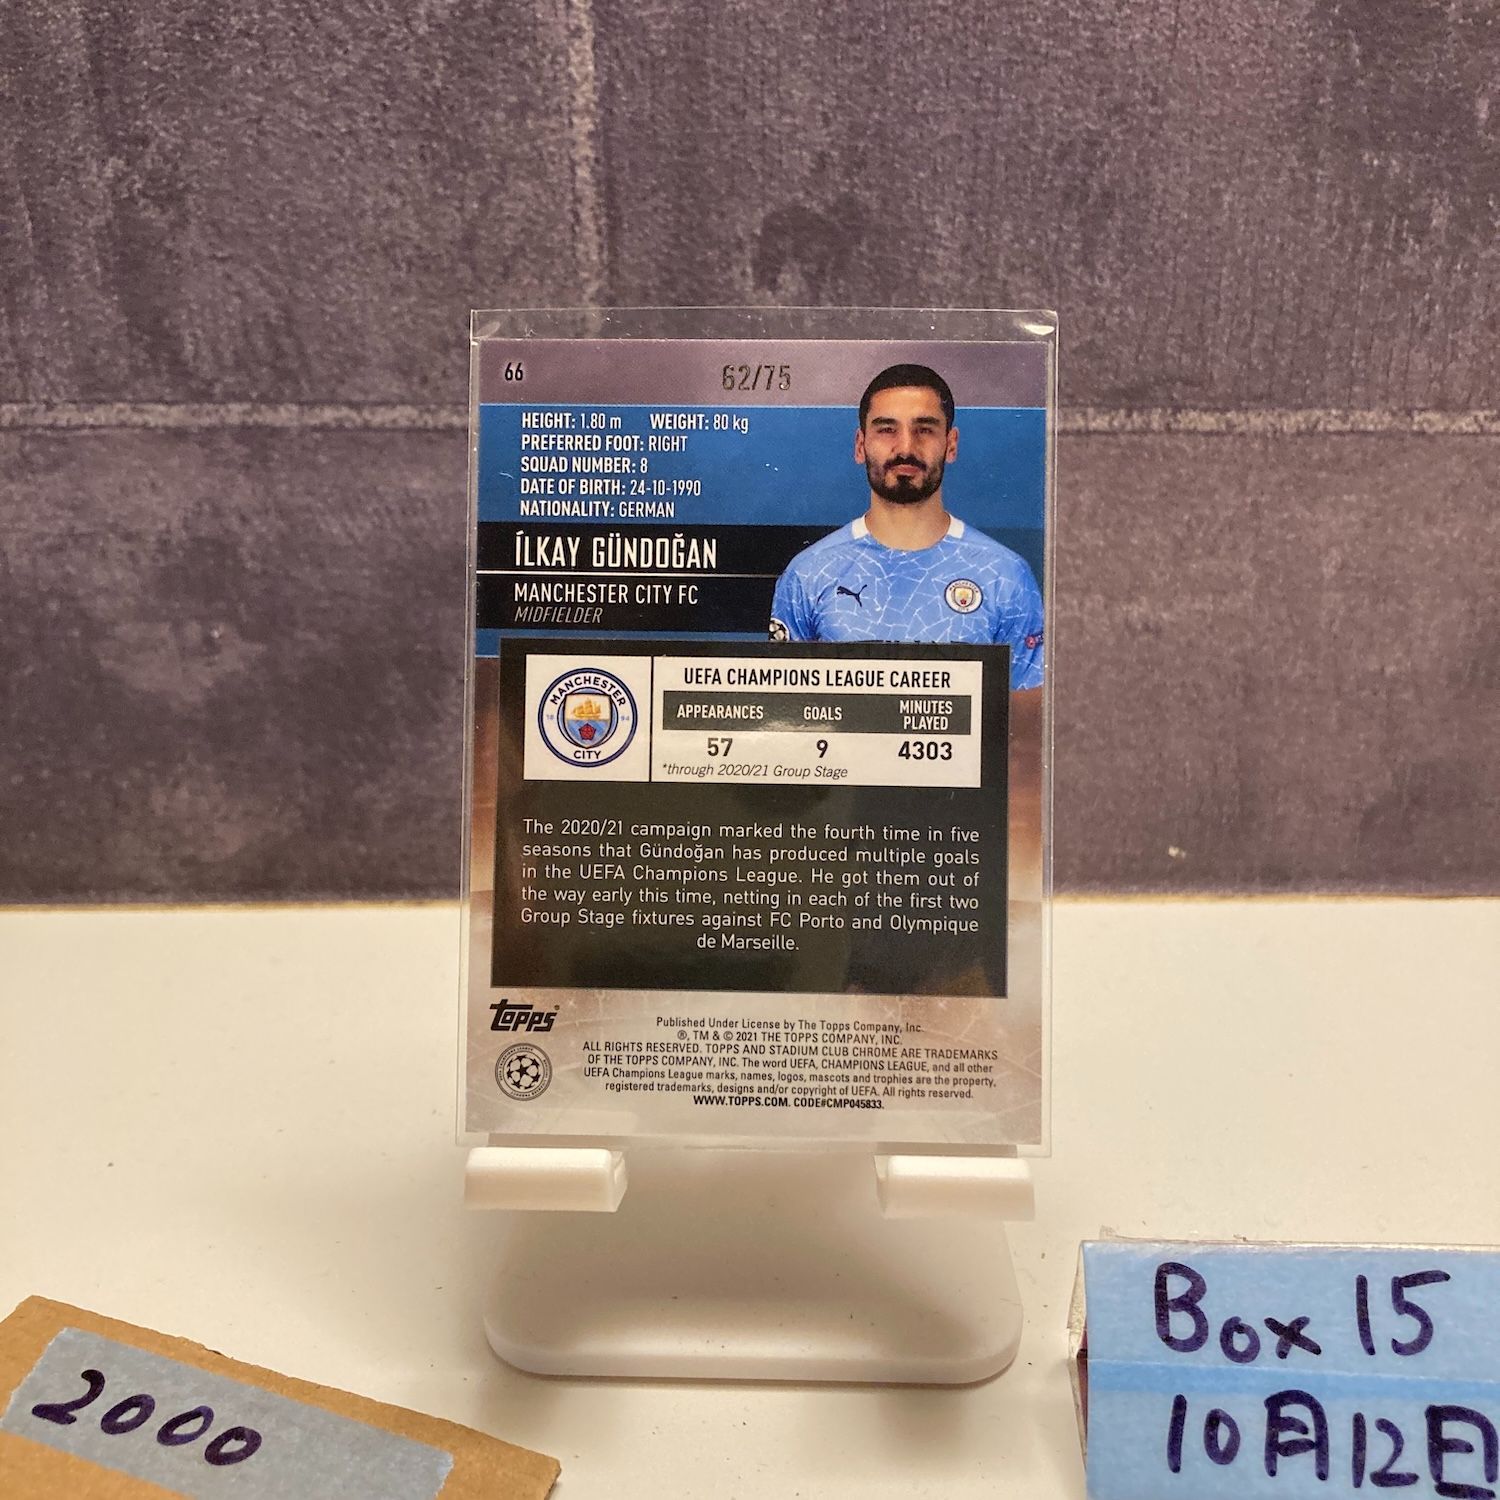 66
62/75
HEIGHT: 1.80 m WEIGHT: 80 kg
PREFERRED FOOT: RIGHT
SQUAD NUMBER: 8
DATE OF BIRTH: 24-10-1990
NATIONALITY: GERMAN
ÍLKAY GÜNDOĞAN
MANCHESTER CITY FC
MIDFIELDER
PUMA
MANCHESTER
18 94
CITY
UEFA CHAMPIONS LEAGUE CAREER
APPEARANCES GOALS MINUTES PLAYED
57 9 4303
*through 2020/21 Group Stage
The 2020/21 campaign marked the fourth time in five
seasons that Gündoğan has produced multiple goals
in the UEFA Champions League. He got them out of
the way early this time, netting in each of the first two
Group Stage fixtures against FC Porto and Olympique
de Marseille.
Topps
Published Under License by The Topps Company, Inc.
®, TM & © 2021 THE TOPPS COMPANY, INC.
ALL RIGHTS RESERVED. TOPPS AND STADIUM CLUB CHROME ARE TRADEMARKS
OF THE TOPPS COMPANY, INC. The word UEFA, CHAMPIONS LEAGUE, and all other
UEFA Champions League marks, names, logos, mascots and trophies are the property,
registered trademarks, designs and/or copyright of UEFA. All rights reserved.
WWW.TOPPS.COM. CODE#CMP045833.
2000
Box 15
10月12日